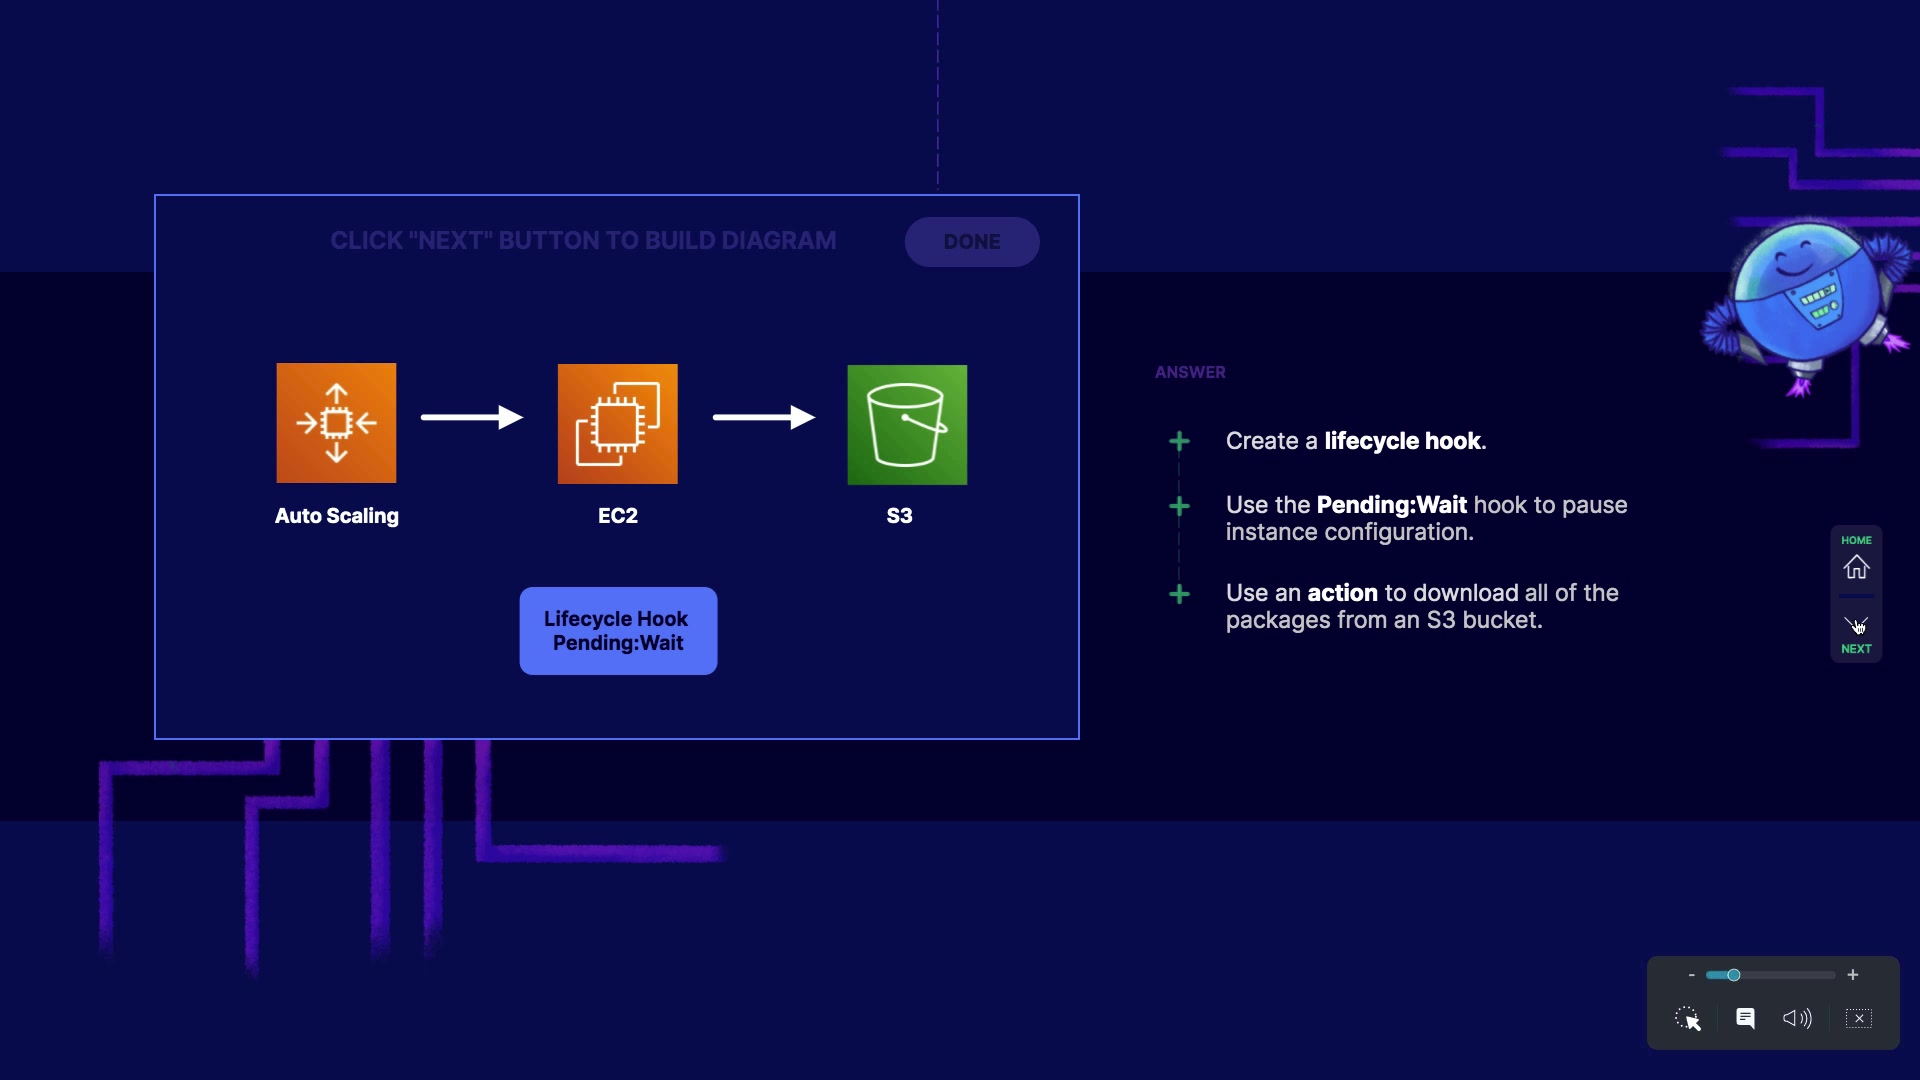 CLICK "NEXT" BUTTON TO BUILD DIAGRAM
DONE
Auto Scaling
EC2
S3
Lifecycle Hook
Pending:Wait
ANSWER
Create a lifecycle hook.
Use the Pending:Wait hook to pause
instance configuration.
Use an action to download all of the
packages from an S3 bucket.
HOME
NEXT